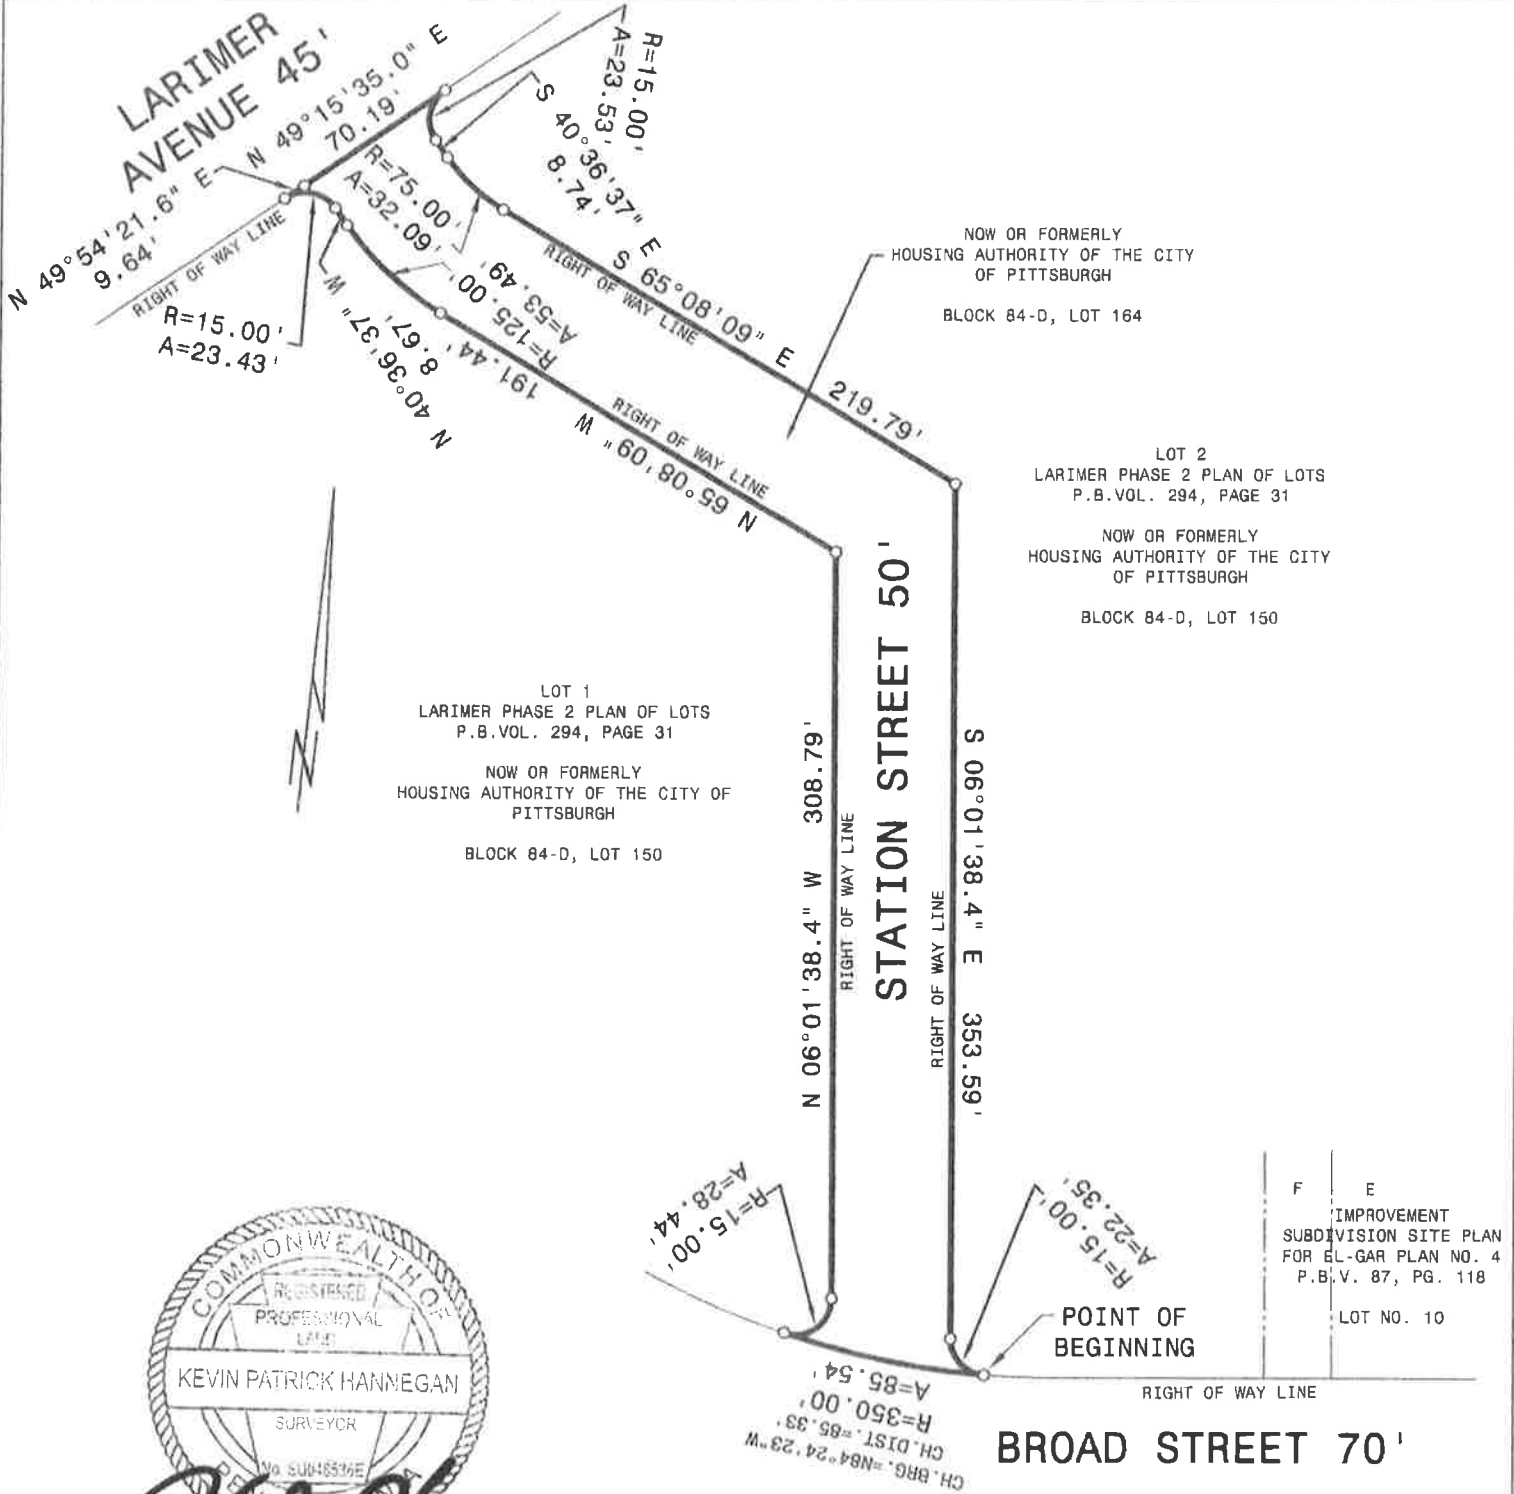 LARIMER
AVENUE 45'
N 49°15'35.0" E
70.19'
N 49°54'21.6" E
9.64'
RIGHT OF WAY LINE
R=15.00'
A=23.43'
R=15.00'
A=23.53'
S 40°36'37" E
8.74'
R=75.00'
A=32.09'
R=125.00'
A=53.49'
N 40°36'37" W
8.67'
RIGHT OF WAY LINE
S 65°08'09" E 219.79'
N 65°08'09" W 191.44'
RIGHT OF WAY LINE
NOW OR FORMERLY
HOUSING AUTHORITY OF THE CITY
OF PITTSBURGH
BLOCK 84-D, LOT 164
LOT 2
LARIMER PHASE 2 PLAN OF LOTS
P.B.VOL. 294, PAGE 31
NOW OR FORMERLY
HOUSING AUTHORITY OF THE CITY
OF PITTSBURGH
BLOCK 84-D, LOT 150
N
LOT 1
LARIMER PHASE 2 PLAN OF LOTS
P.B.VOL. 294, PAGE 31
NOW OR FORMERLY
HOUSING AUTHORITY OF THE CITY OF
PITTSBURGH
BLOCK 84-D, LOT 150
N 06°01'38.4" W 308.79'
RIGHT OF WAY LINE
STATION STREET 50'
RIGHT OF WAY LINE
S 06°01'38.4" E 353.59'
R=15.00'
A=28.44'
R=15.00'
A=22.35'
POINT OF
BEGINNING
F E
IMPROVEMENT
SUBDIVISION SITE PLAN
FOR EL-GAR PLAN NO. 4
P.B.V. 87, PG. 118
LOT NO. 10
RIGHT OF WAY LINE
BROAD STREET 70'
A=85.54'
R=350.00'
CH.DIST.=85.33'
CH.BRG.=N84°24'23"W
COMMONWEALTH OF
REGISTERED
PROFESSIONAL
LAND
KEVIN PATRICK HANNEGAN
SURVEYOR